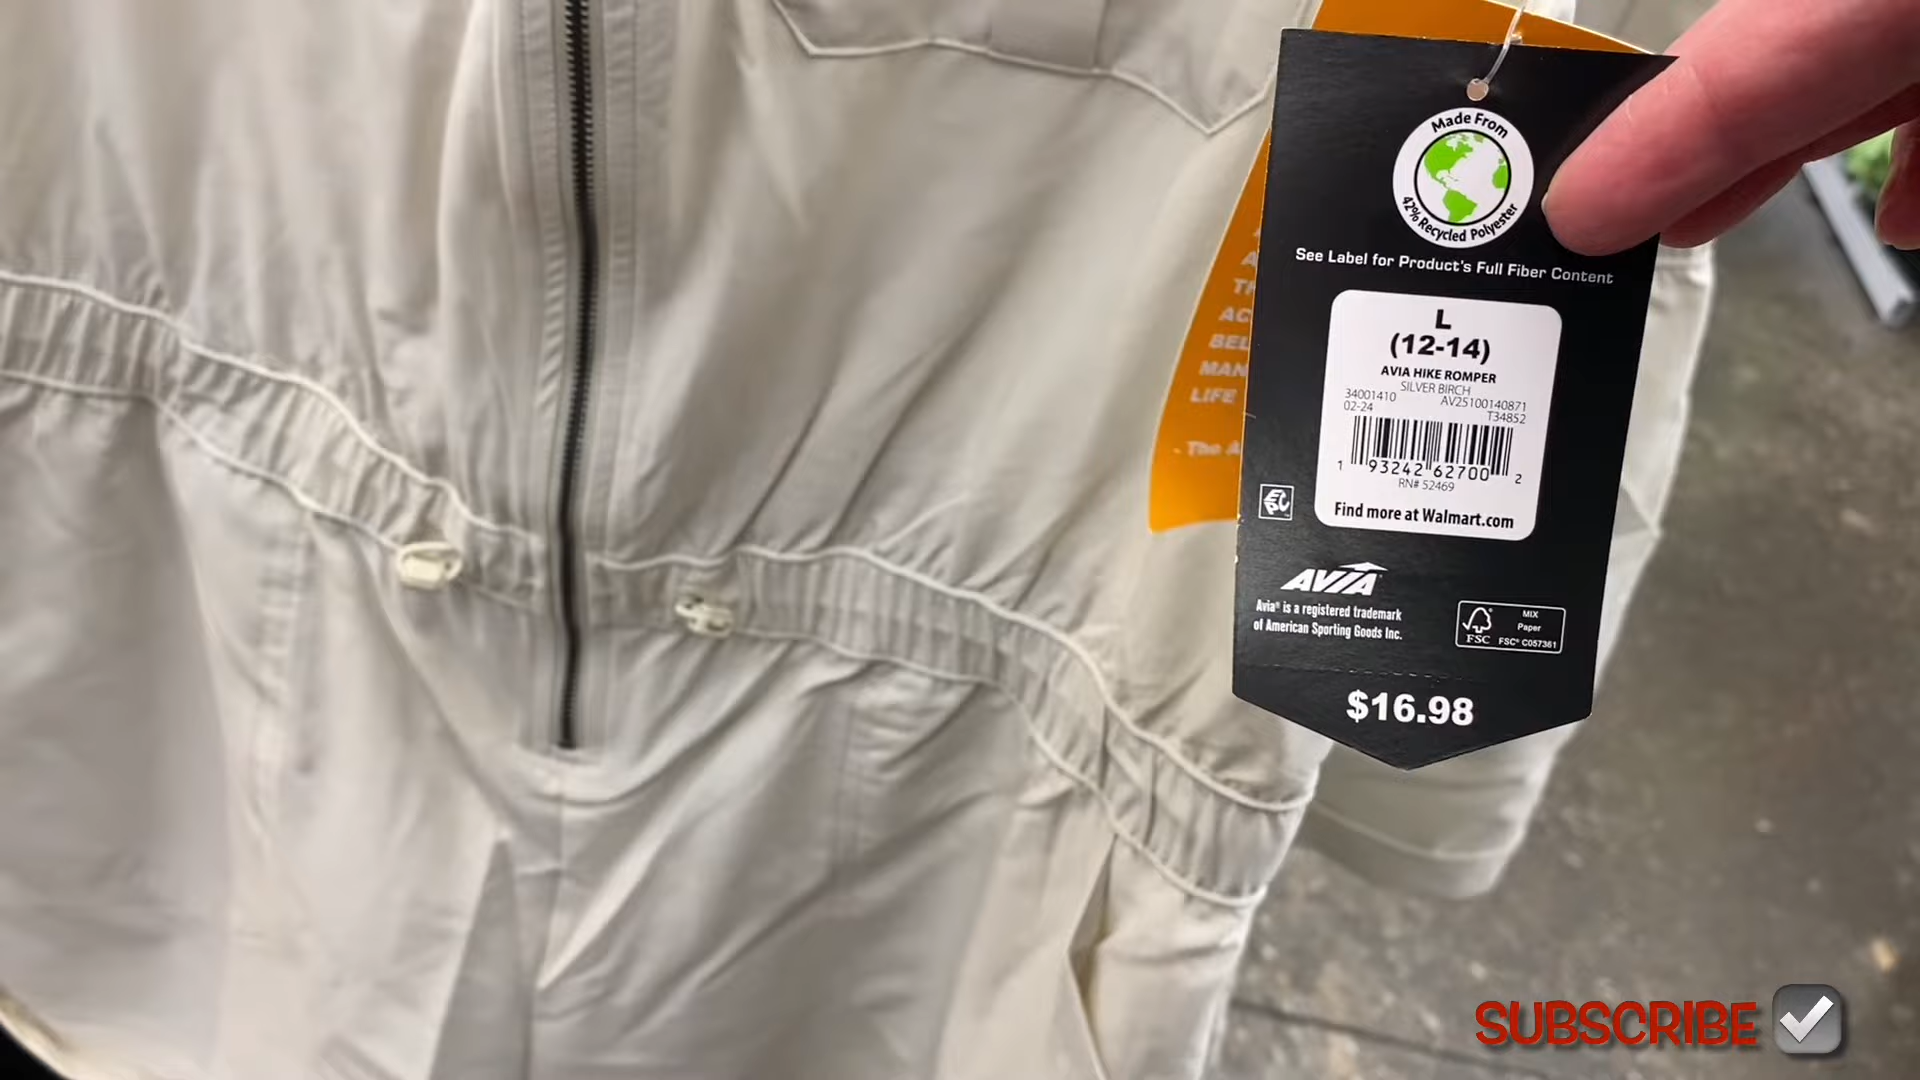 Made From
42% Recycled Polyester
See Label for Product's Full Fiber Content
L
(12-14)
AVIA HIKE ROMPER
SILVER BIRCH
34001410 AV25100140871
02-24 T34852
1 93242 62700 2
RN# 52469
Find more at Walmart.com
AVIA
Avia® is a registered trademark
of American Sporting Goods Inc.
FSC
MIX
Paper
FSC® C057361
$16.98
LIFE
- The
SUBSCRIBE